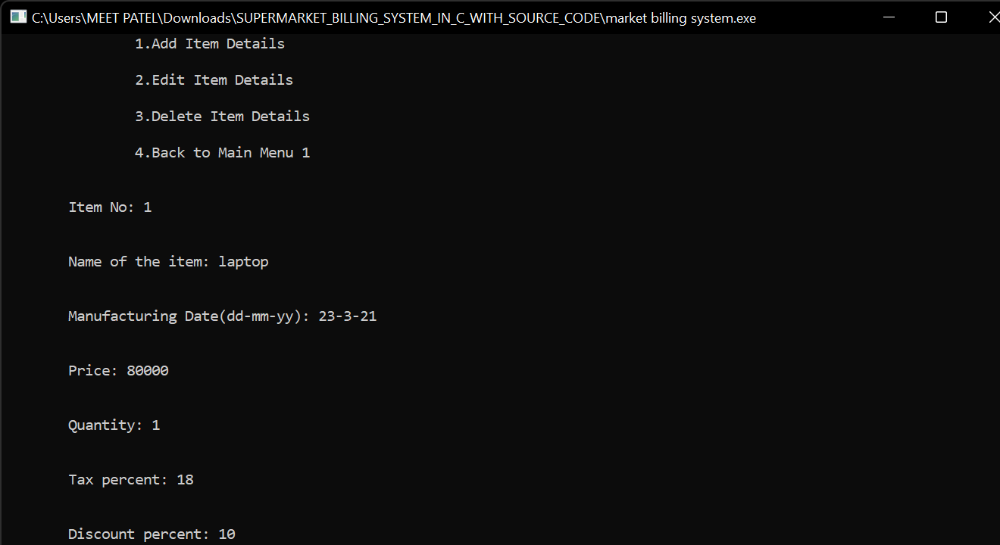 C:\Users\MEET PATEL\Downloads\SUPERMARKET_BILLING_SYSTEM_IN_C_WITH_SOURCE_CODE\market billing system.exe
1.Add Item Details
2.Edit Item Details
3.Delete Item Details
4.Back to Main Menu 1
Item No: 1
Name of the item: laptop
Manufacturing Date(dd-mm-yy): 23-3-21
Price: 80000
Quantity: 1
Tax percent: 18
Discount percent: 10